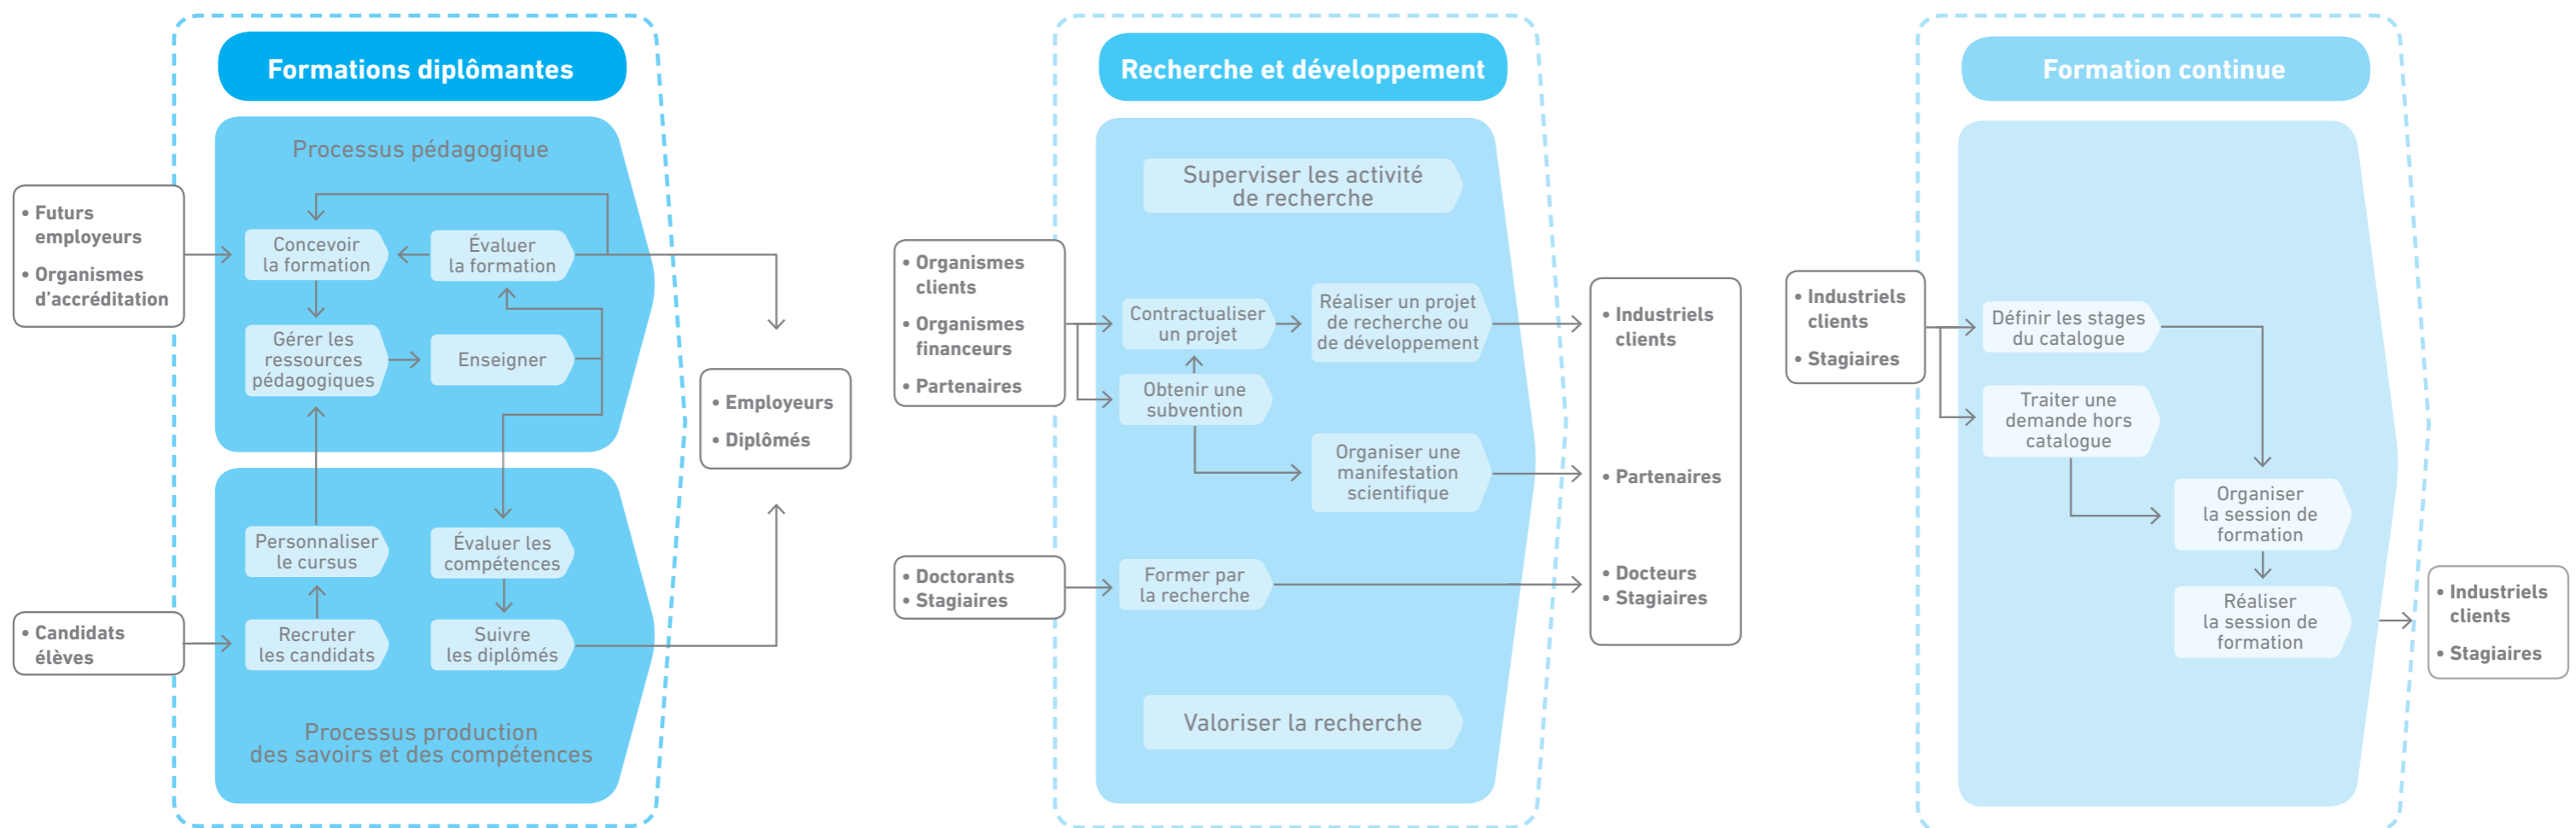 Formations diplômantes
Processus pédagogique
• Futurs
employeurs
• Organismes
d’accréditation
Concevoir
la formation
Évaluer
la formation
Gérer les
ressources
pédagogiques
Enseigner
• Employeurs
• Diplômés
Personnaliser
le cursus
Évaluer les
compétences
• Candidats
élèves
Recruter
les candidats
Suivre
les diplômés
Processus production
des savoirs et des compétences
Recherche et développement
Superviser les activité
de recherche
• Organismes
clients
• Organismes
financeurs
• Partenaires
Contractualiser
un projet
Réaliser un projet
de recherche ou
de développement
Obtenir une
subvention
Organiser une
manifestation
scientifique
• Doctorants
• Stagiaires
Former par
la recherche
• Industriels
clients
• Partenaires
• Docteurs
• Stagiaires
Valoriser la recherche
Formation continue
• Industriels
clients
• Stagiaires
Définir les stages
du catalogue
Traiter une
demande hors
catalogue
Organiser
la session de
formation
Réaliser
la session de
formation
• Industriels
clients
• Stagiaires